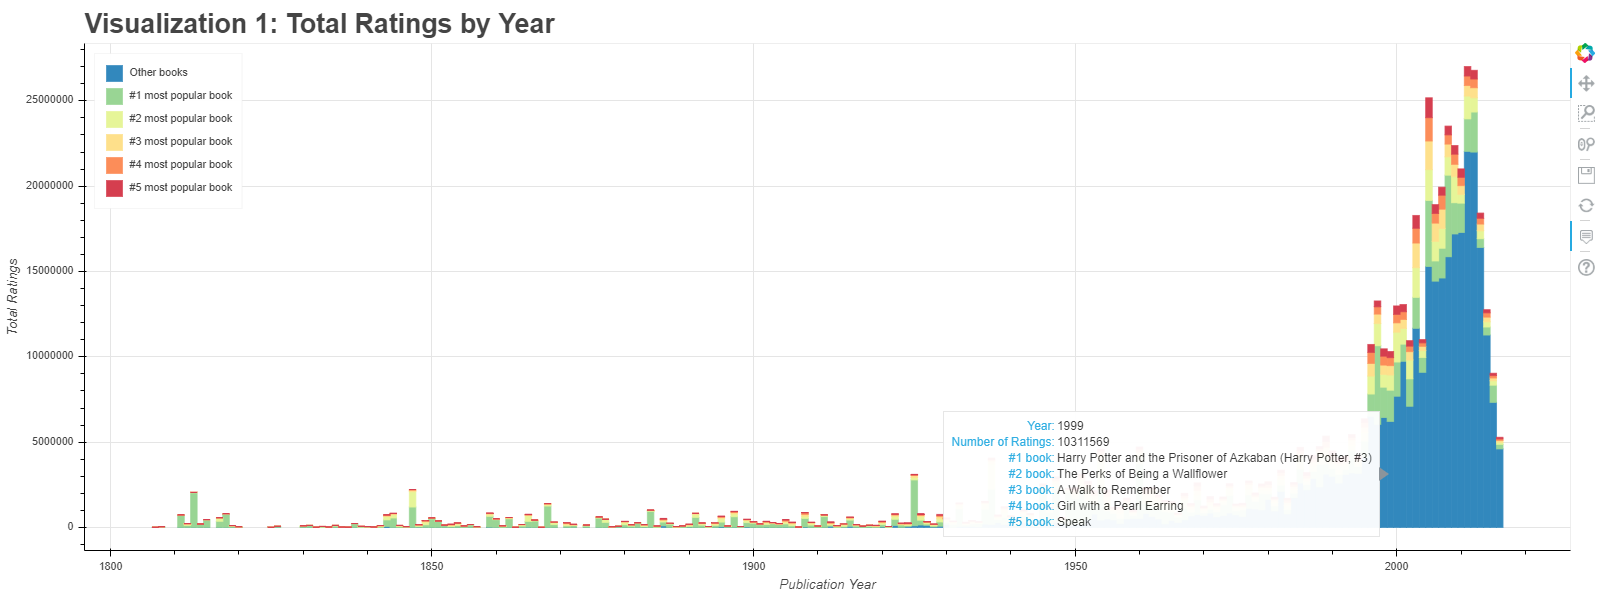 Visualization 1: Total Ratings by Year
Other books
#1 most popular book
#2 most popular book
#3 most popular book
#4 most popular book
#5 most popular book
25000000
20000000
15000000
10000000
5000000
0
Total Ratings
Year: 1999
Number of Ratings: 10311569
#1 book: Harry Potter and the Prisoner of Azkaban (Harry Potter, #3)
#2 book: The Perks of Being a Wallflower
#3 book: A Walk to Remember
#4 book: Girl with a Pearl Earring
#5 book: Speak
1800 1850 1900 1950 2000
Publication Year